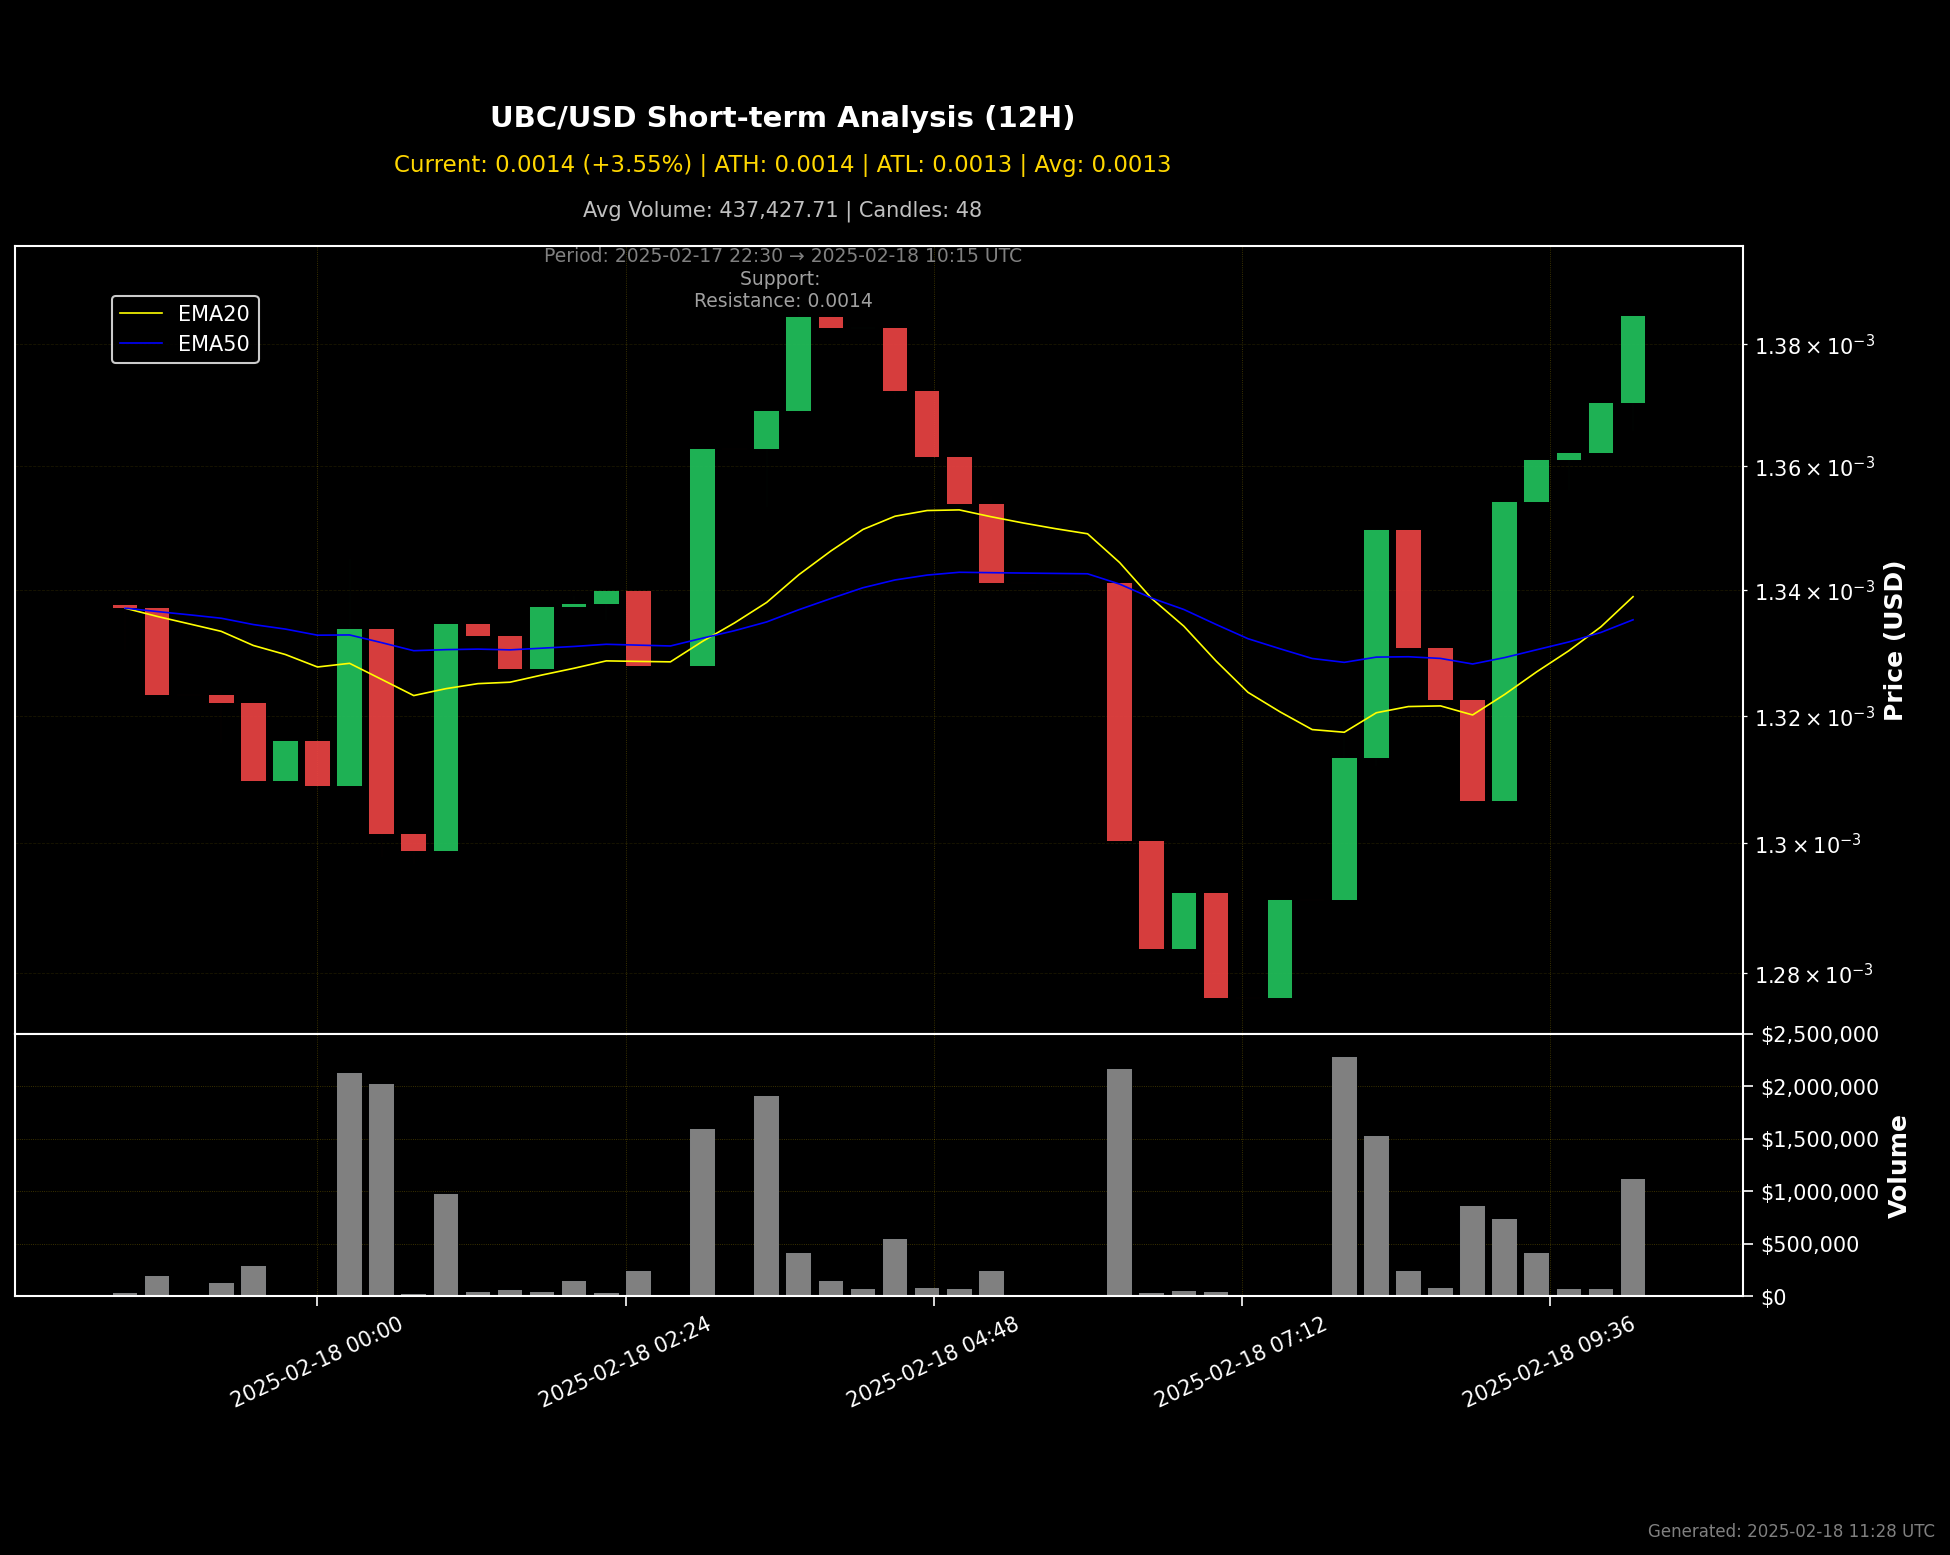 UBC/USD Short-term Analysis (12H)
Current: 0.0014 (+3.55%) | ATH: 0.0014 | ATL: 0.0013 | Avg: 0.0013
Avg Volume: 437,427.71 | Candles: 48
Period: 2025-02-17 22:30 → 2025-02-18 10:15 UTC
Support:
Resistance: 0.0014
EMA20
EMA50
1.38 × 10⁻³
1.36 × 10⁻³
1.34 × 10⁻³
1.32 × 10⁻³
1.3 × 10⁻³
1.28 × 10⁻³
Price (USD)
$2,500,000
$2,000,000
$1,500,000
$1,000,000
$500,000
$0
Volume
2025-02-18 00:00
2025-02-18 02:24
2025-02-18 04:48
2025-02-18 07:12
2025-02-18 09:36
Generated: 2025-02-18 11:28 UTC